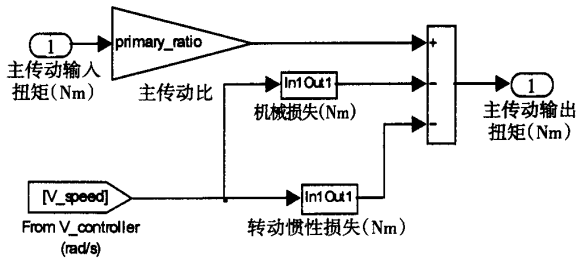 1
primary_ratio
主传动输入
扭矩(Nm)
主传动比
+
−
−
In1Out1
机械损失(Nm)
1
主传动输出
扭矩(Nm)
[V_speed]
From V_controller
(rad/s)
In1Out1
转动惯性损失(Nm)